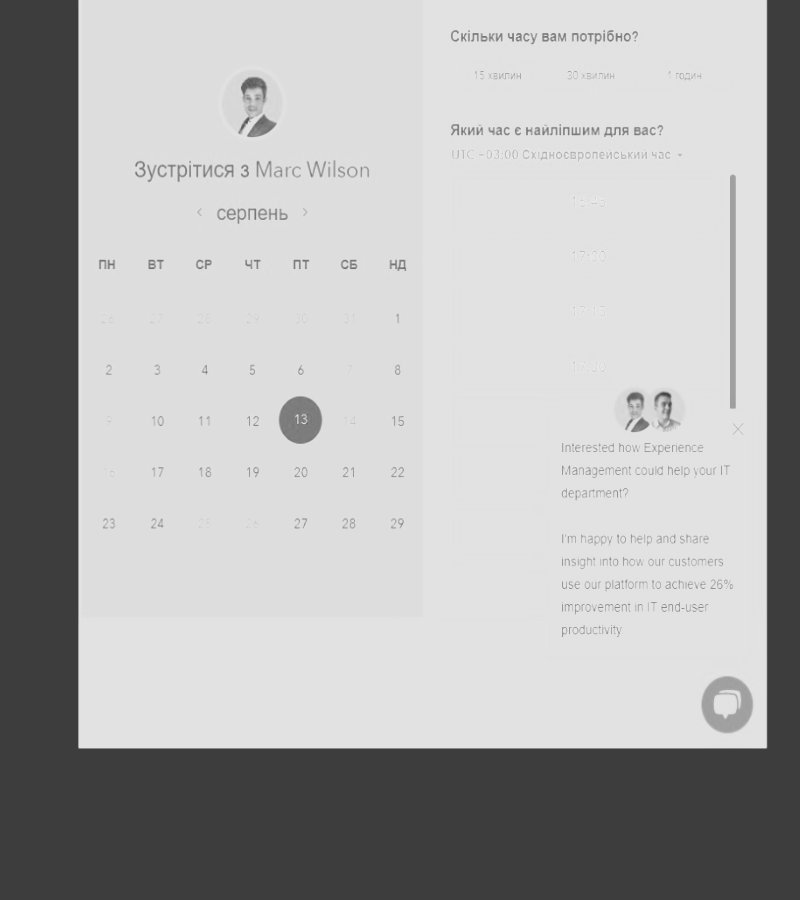 Зустрітися з Marc Wilson
< серпень >
ПН ВТ СР ЧТ ПТ СБ НД
26 27 28 29 30 31 1
2 3 4 5 6 7 8
9 10 11 12 13 14 15
16 17 18 19 20 21 22
23 24 25 26 27 28 29
Скільки часу вам потрібно?
15 хвилин 30 хвилин 1 годин
Який час є найліпшим для вас?
UTC +03:00 Східноєвропейський час
16:45
17:00
17:15
Interested how Experience
Management could help your IT
department?
I'm happy to help and share
insight into how our customers
use our platform to achieve 26%
improvement in IT end-user
productivity